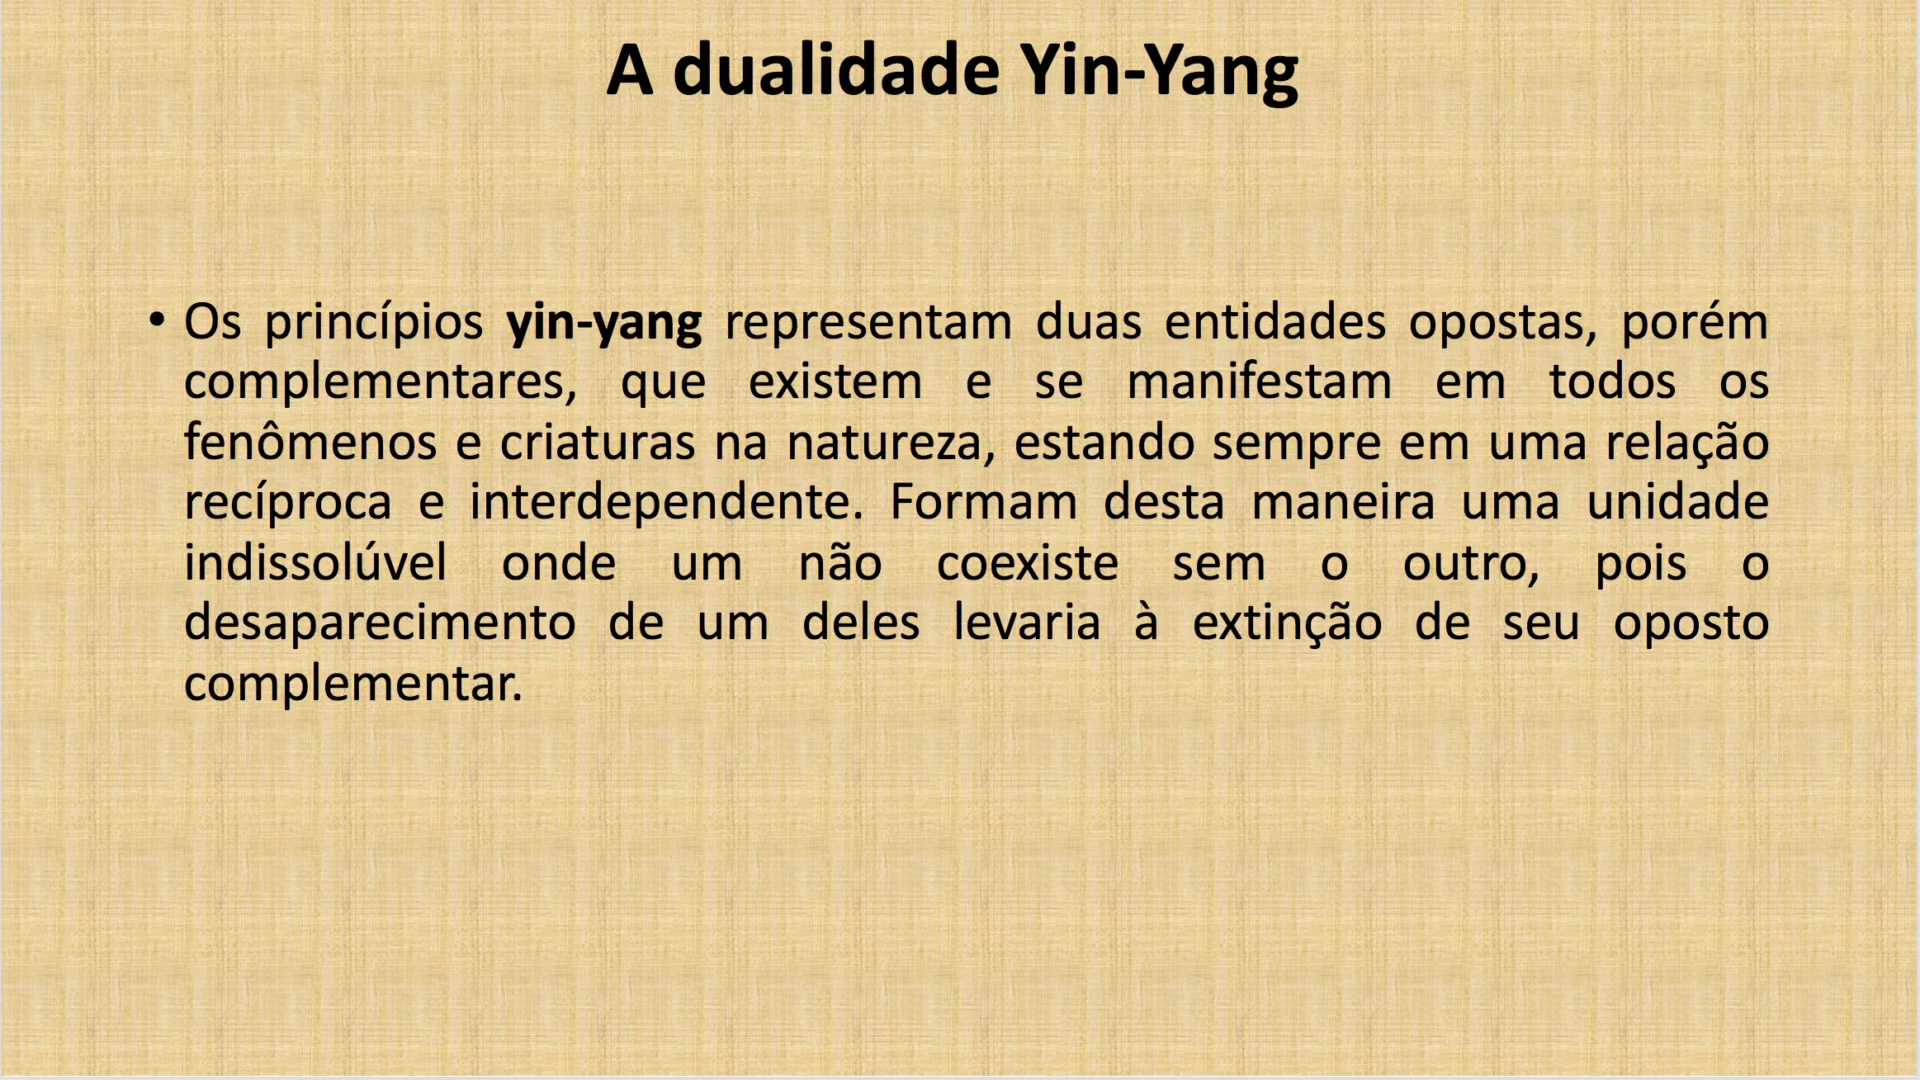 A dualidade Yin-Yang
• Os princípios yin-yang representam duas entidades opostas, porém
complementares, que existem e se manifestam em todos os
fenômenos e criaturas na natureza, estando sempre em uma relação
recíproca e interdependente. Formam desta maneira uma unidade
indissolúvel onde um não coexiste sem o outro, pois o
desaparecimento de um deles levaria à extinção de seu oposto
complementar.